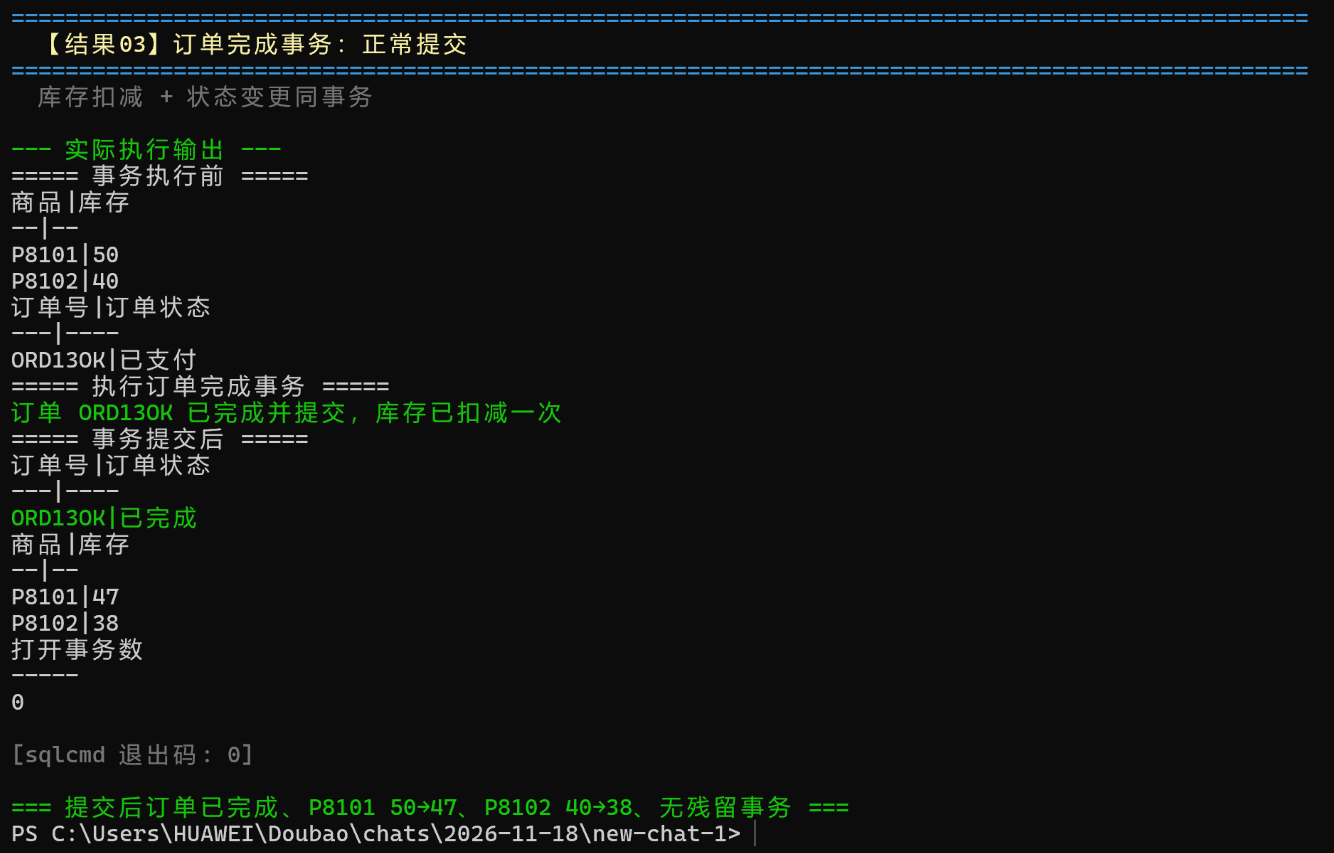 ================================================================================================
【结果03】订单完成事务：正常提交
================================================================================================
库存扣减 + 状态变更同事务
--- 实际执行输出 ---
===== 事务执行前 =====
商品|库存
--|--
P8101|50
P8102|40
订单号|订单状态
---|----
ORD13OK|已支付
===== 执行订单完成事务 =====
订单 ORD13OK 已完成并提交，库存已扣减一次
===== 事务提交后 =====
订单号|订单状态
---|----
ORD13OK|已完成
商品|库存
--|--
P8101|47
P8102|38
打开事务数
-----
0
[sqlcmd 退出码: 0]
=== 提交后订单已完成、P8101 50→47、P8102 40→38、无残留事务 ===
PS C:\Users\HUAWEI\Doubao\chats\2026-11-18\new-chat-1>